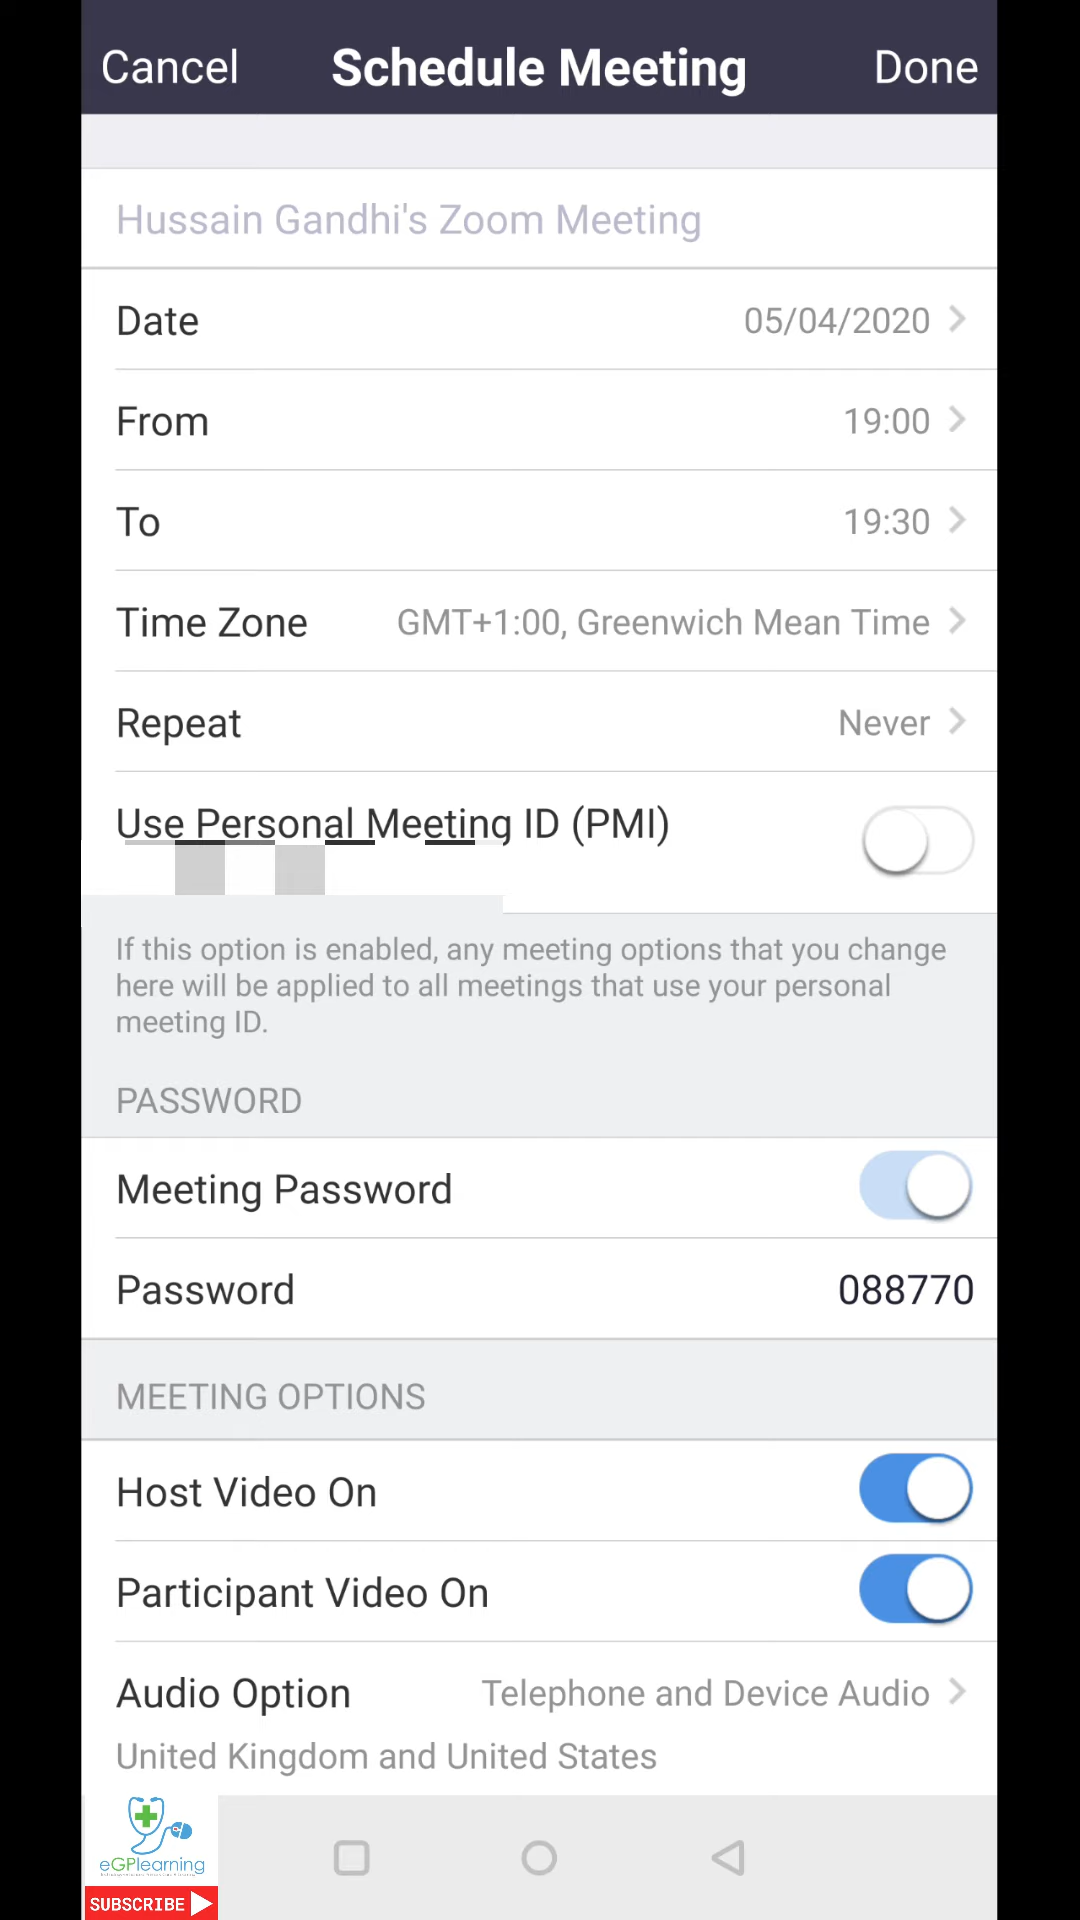 Cancel Schedule Meeting Done
Hussain Gandhi's Zoom Meeting
Date 05/04/2020
From 19:00
To 19:30
Time Zone GMT+1:00, Greenwich Mean Time
Repeat Never
Use Personal Meeting ID (PMI)
If this option is enabled, any meeting options that you change
here will be applied to all meetings that use your personal
meeting ID.
PASSWORD
Meeting Password
Password 088770
MEETING OPTIONS
Host Video On
Participant Video On
Audio Option Telephone and Device Audio
United Kingdom and United States
eGPlearning
SUBSCRIBE